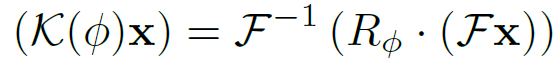 (𝒦(ϕ)𝐱) = ℱ⁻¹ (R_ϕ · (ℱ𝐱))